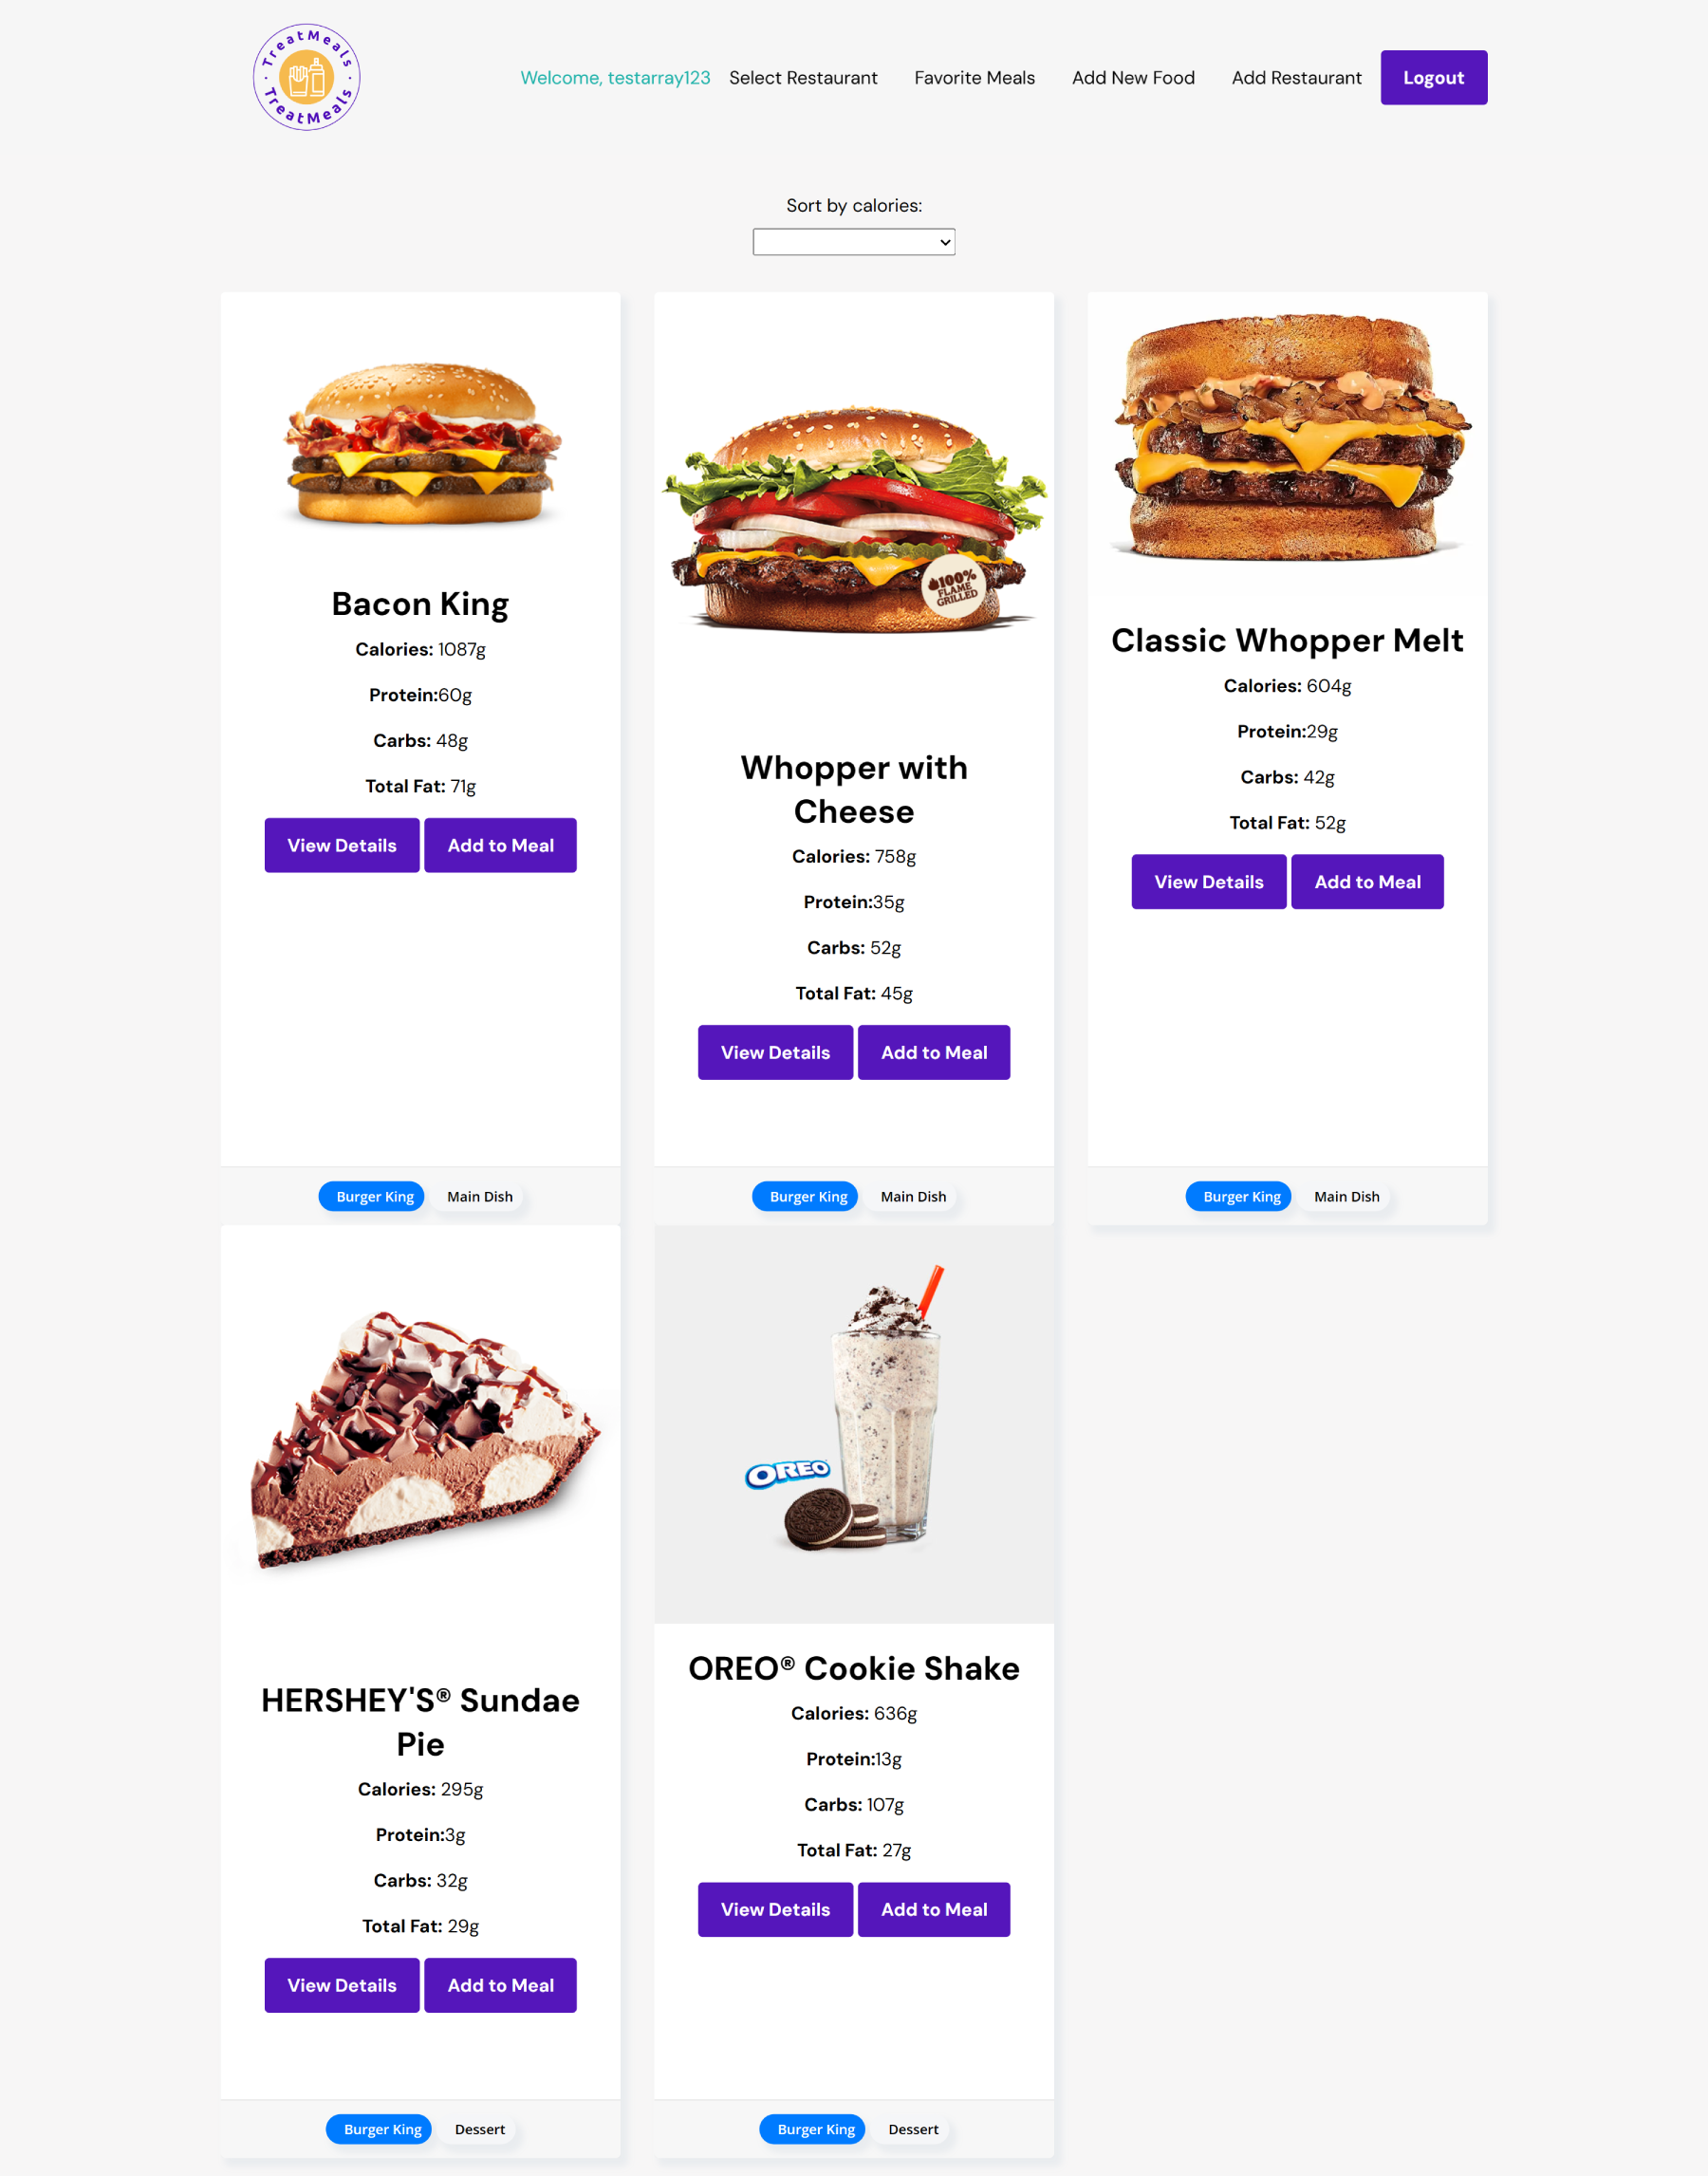 TreatMeals · TreatMeals ·
Welcome, testarray123 Select Restaurant Favorite Meals Add New Food Add Restaurant Logout
Sort by calories:
Bacon King
Calories: 1087g
Protein:60g
Carbs: 48g
Total Fat: 71g
View Details Add to Meal
Burger King Main Dish
100%
FLAME
GRILLED
Whopper with
Cheese
Calories: 758g
Protein:35g
Carbs: 52g
Total Fat: 45g
View Details Add to Meal
Burger King Main Dish
Classic Whopper Melt
Calories: 604g
Protein:29g
Carbs: 42g
Total Fat: 52g
View Details Add to Meal
Burger King Main Dish
HERSHEY'S® Sundae
Pie
Calories: 295g
Protein:3g
Carbs: 32g
Total Fat: 29g
View Details Add to Meal
Burger King Dessert
OREO
OREO® Cookie Shake
Calories: 636g
Protein:13g
Carbs: 107g
Total Fat: 27g
View Details Add to Meal
Burger King Dessert